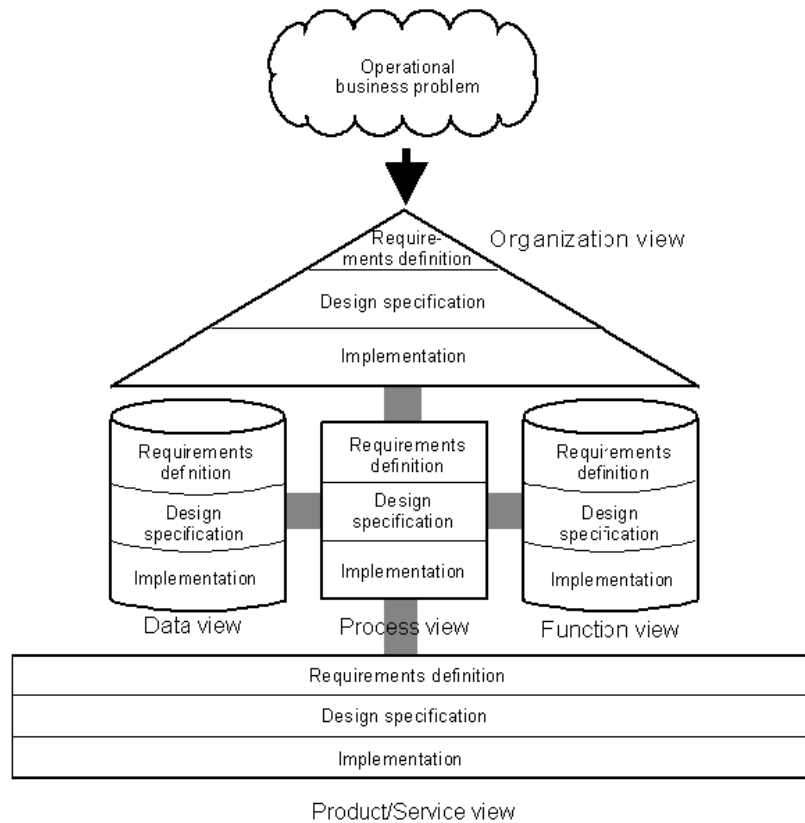 Operational
business problem
Require-
ments definition
Organization view
Design specification
Implementation
Requirements
definition
Design
specification
Implementation
Data view
Requirements
definition
Design
specification
Implementation
Process view
Requirements
definition
Design
specification
Implementation
Function view
Requirements definition
Design specification
Implementation
Product/Service view